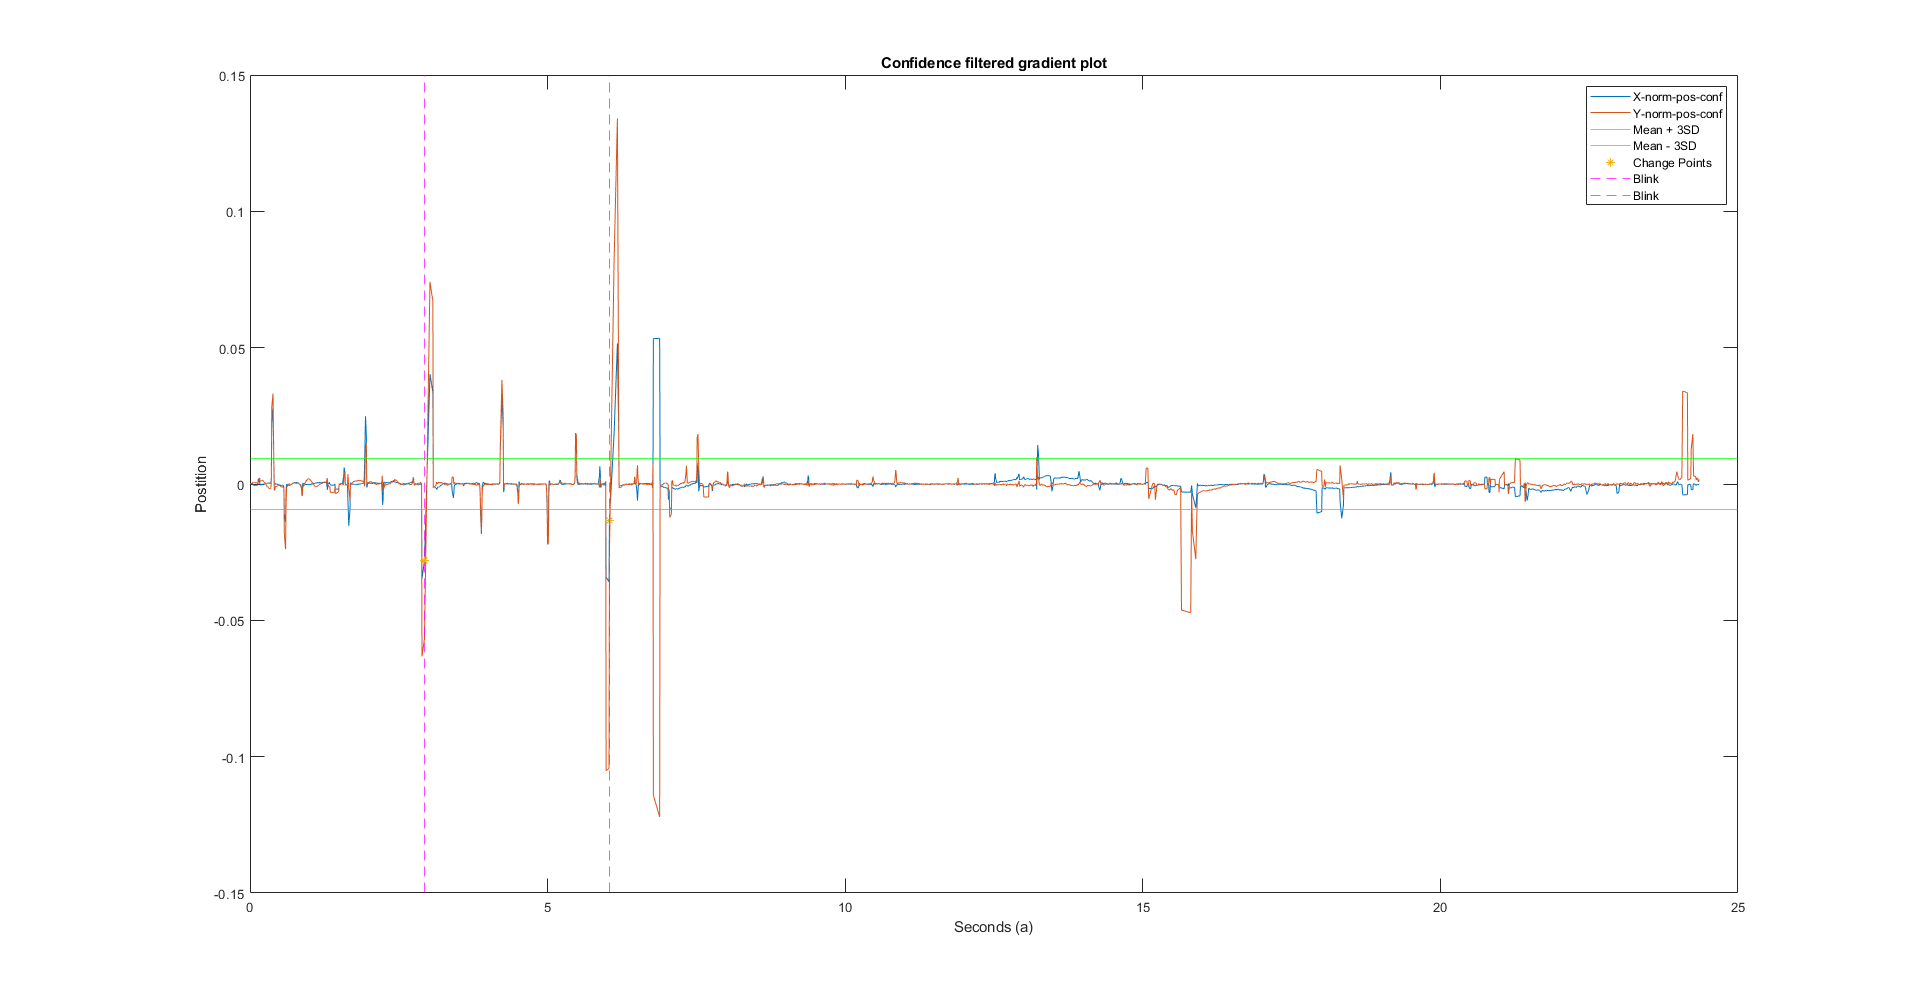 Confidence filtered gradient plot
0.15
0.1
0.05
0
-0.05
-0.1
-0.15
Postition
0 5 10 15 20 25
Seconds (a)
X-norm-pos-conf
Y-norm-pos-conf
Mean + 3SD
Mean - 3SD
Change Points
Blink
Blink